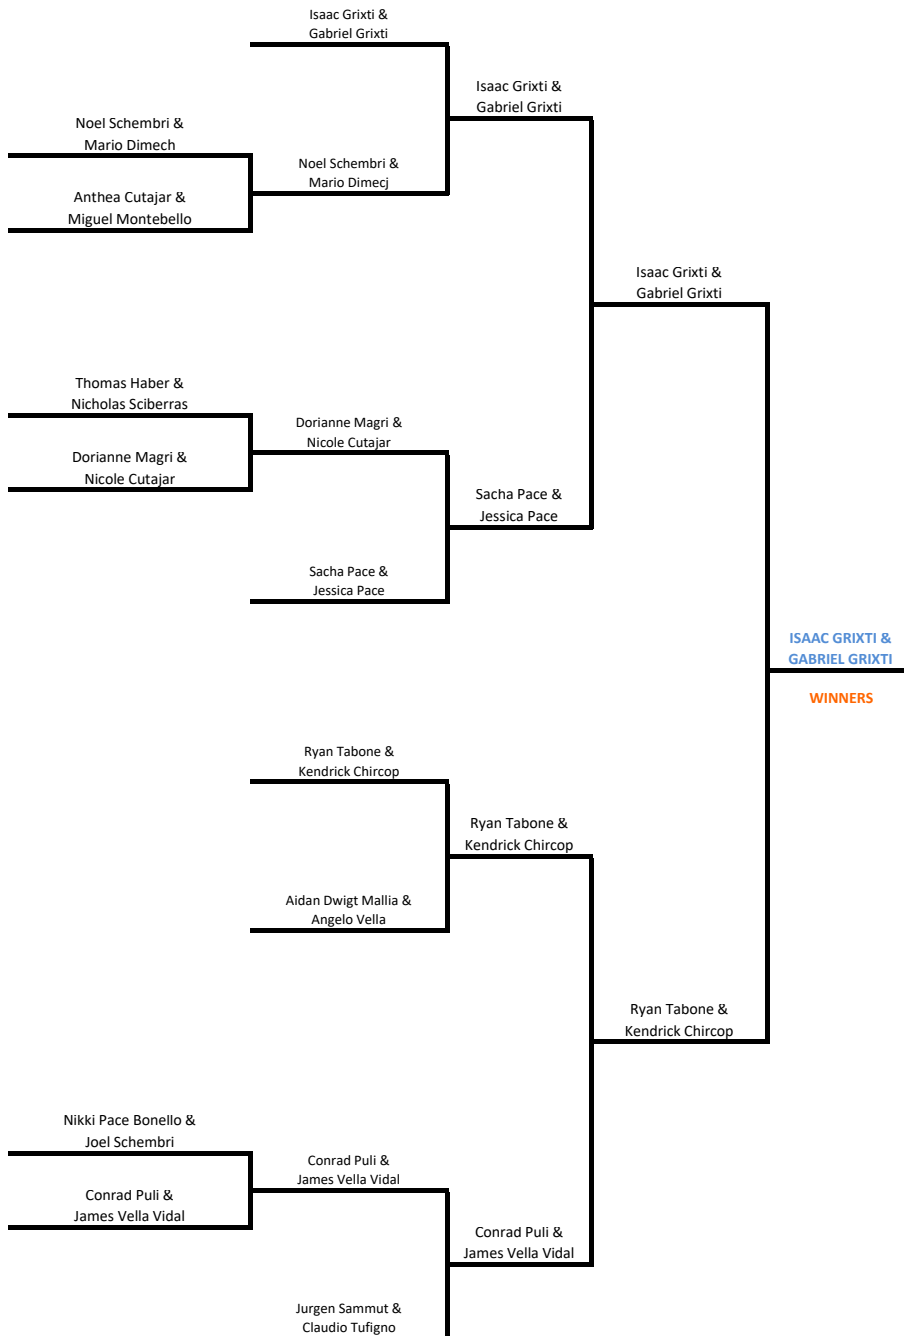 Isaac Grixti &
Gabriel Grixti
Isaac Grixti &
Gabriel Grixti
Noel Schembri &
Mario Dimech
Noel Schembri &
Mario Dimecj
Anthea Cutajar &
Miguel Montebello
Isaac Grixti &
Gabriel Grixti
Thomas Haber &
Nicholas Sciberras
Dorianne Magri &
Nicole Cutajar
Dorianne Magri &
Nicole Cutajar
Sacha Pace &
Jessica Pace
Sacha Pace &
Jessica Pace
ISAAC GRIXTI &
GABRIEL GRIXTI
WINNERS
Ryan Tabone &
Kendrick Chircop
Ryan Tabone &
Kendrick Chircop
Aidan Dwigt Mallia &
Angelo Vella
Ryan Tabone &
Kendrick Chircop
Nikki Pace Bonello &
Joel Schembri
Conrad Puli &
James Vella Vidal
Conrad Puli &
James Vella Vidal
Conrad Puli &
James Vella Vidal
Jurgen Sammut &
Claudio Tufigno